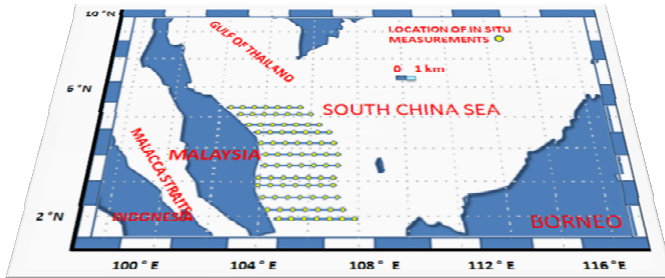 10 °N
LOCATION OF IN SITU
MEASUREMENTS
GULF OF THAILAND
0 1 km
6 °N
SOUTH CHINA SEA
MALACCA STRAITS
MALAYSIA
2 °N
INDONESIA
BORNEO
100 ° E
104 ° E
108 ° E
112 ° E
116 ° E